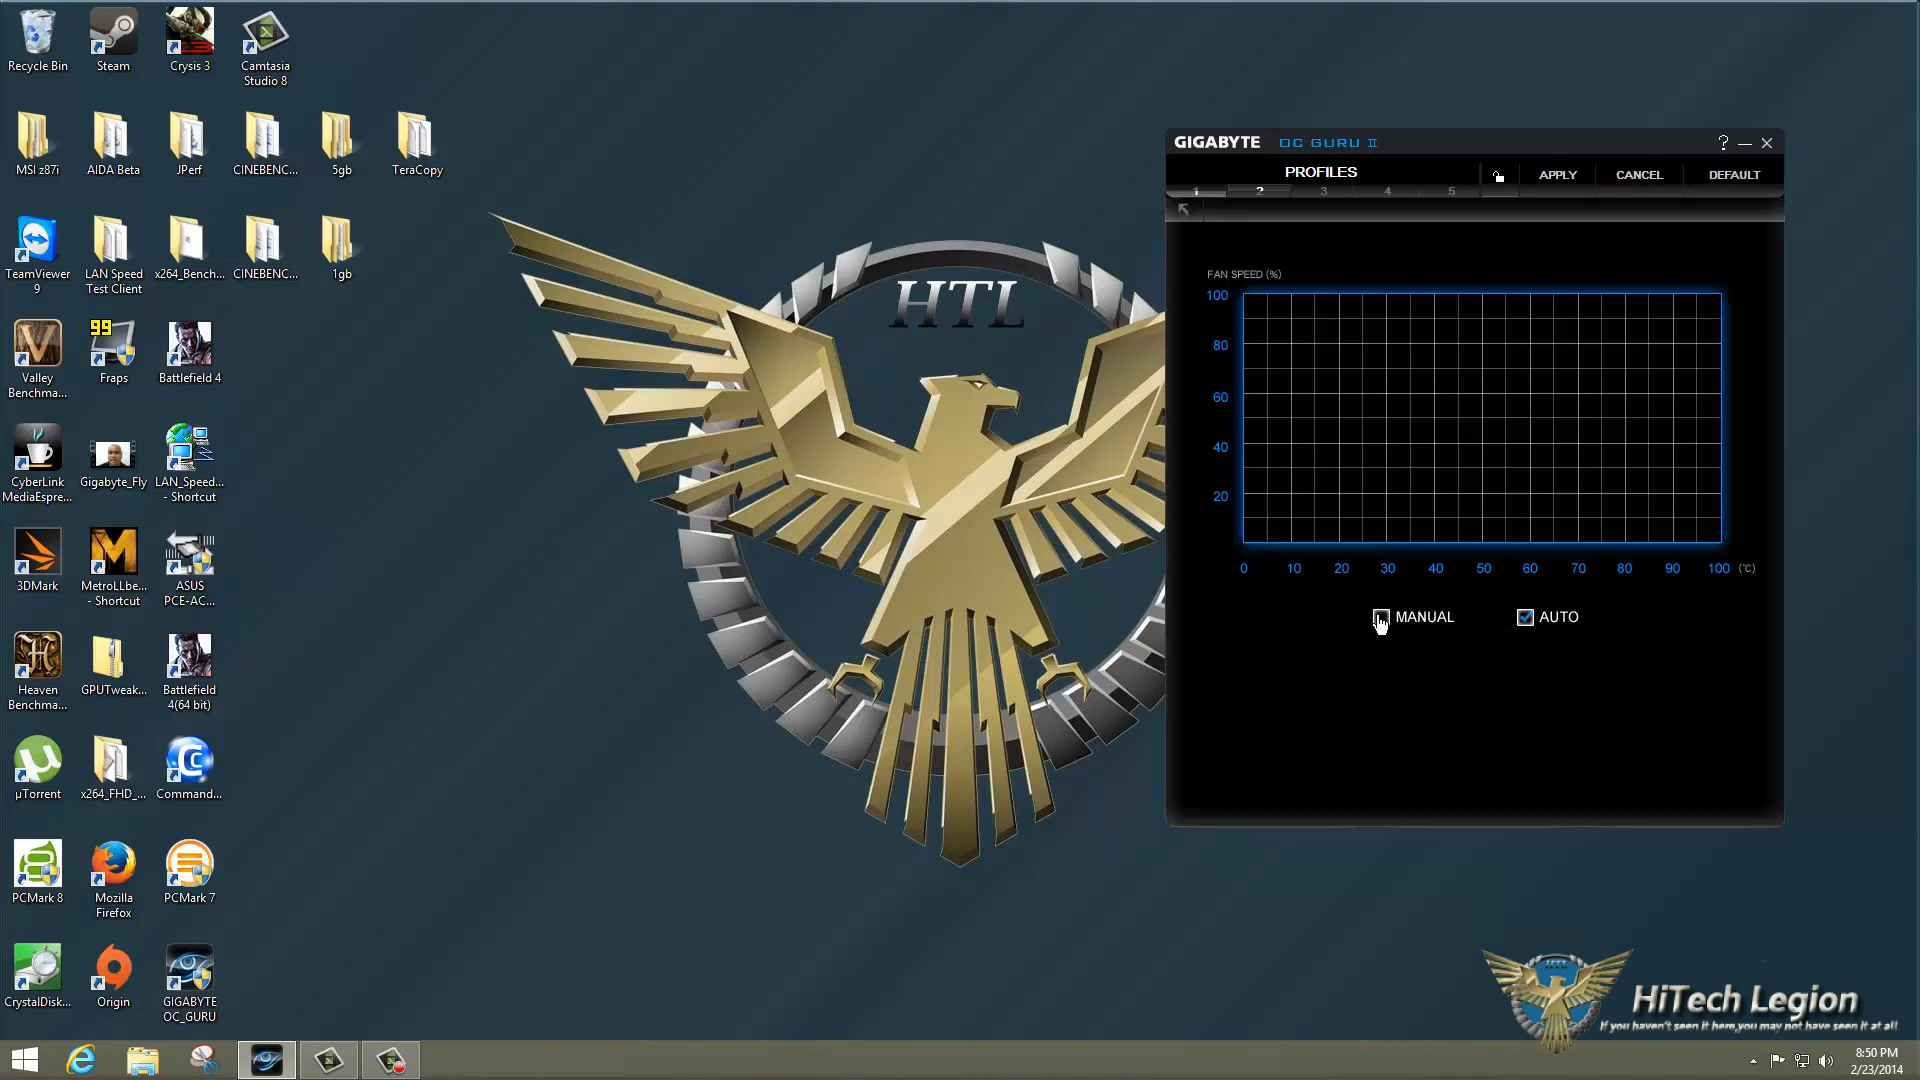 Recycle Bin
Steam
Crysis 3
Camtasia
Studio 8
MSI z87i
AIDA Beta
JPerf
CINEBENC...
5gb
TeraCopy
TeamViewer
9
LAN Speed
Test Client
x264_Bench...
CINEBENC...
1gb
Valley
Benchma...
99
Fraps
Battlefield 4
CyberLink
MediaEspre...
Gigabyte_Fly
LAN_Speed...
- Shortcut
3DMark
MetroLLbe...
- Shortcut
ASUS
PCE-AC...
Heaven
Benchma...
GPUTweak...
Battlefield
4(64 bit)
µTorrent
x264_FHD_...
Command...
PCMark 8
Mozilla
Firefox
PCMark 7
CrystalDisk...
Origin
GIGABYTE
OC_GURU
HTL
GIGABYTE OC GURU II
?
PROFILES
1 2 3 4 5
APPLY CANCEL DEFAULT
FAN SPEED (%)
100
80
60
40
20
0 10 20 30 40 50 60 70 80 90 100 (℃)
MANUAL AUTO
HTL
HiTech Legion
If you haven't seen it here,you may not have seen it at all
8:50 PM
2/23/2014